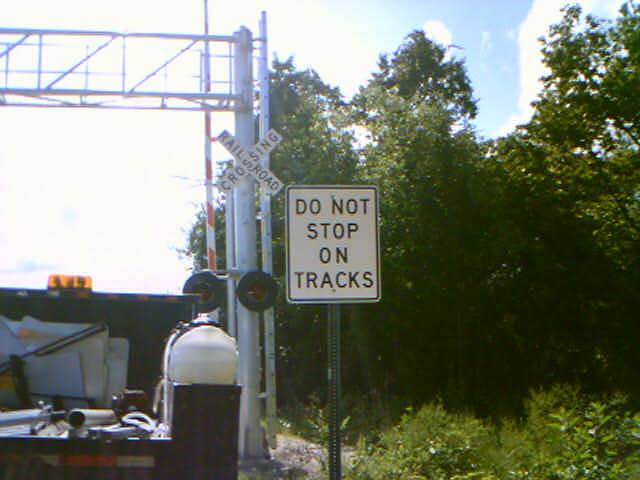 RAILROAD
CROSSING
DO NOT
STOP
ON
TRACKS